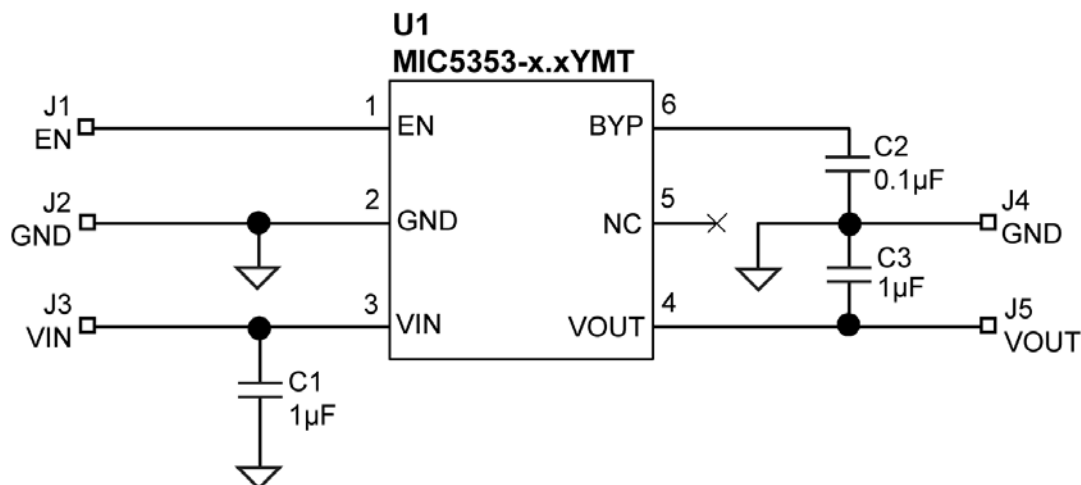 U1
MIC5353-x.xYMT
J1
EN
1
EN
BYP
6
C2
0.1µF
J2
GND
2
GND
NC
5
J4
GND
C3
1µF
J3
VIN
3
VIN
VOUT
4
J5
VOUT
C1
1µF